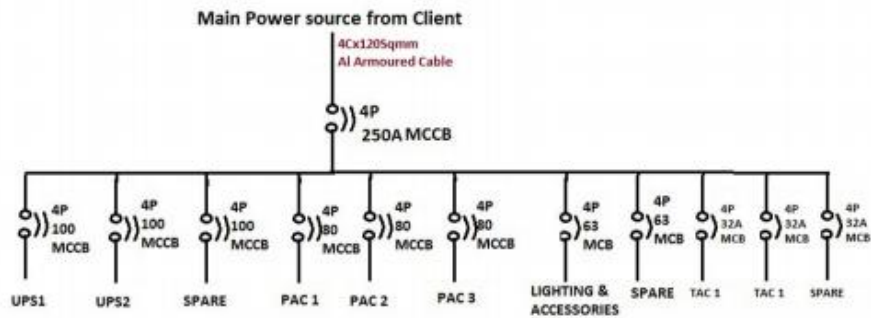 Main Power source from Client
4Cx120Sqmm
Al Armoured Cable
4P
250A MCCB
4P
100
MCCB
4P
100
MCCB
4P
100
MCCB
4P
80
MCCB
4P
80
MCCB
4P
80
MCCB
4P
63
MCB
4P
63
MCB
4P
32A
MCB
4P
32A
MCB
4P
32A
MCB
UPS1
UPS2
SPARE
PAC 1
PAC 2
PAC 3
LIGHTING &
ACCESSORIES
SPARE
TAC 1
TAC 1
SPARE